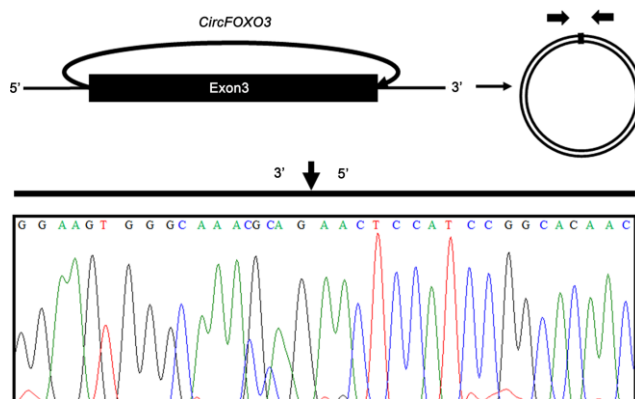 CircFOXO3
5' Exon3 3'
3' 5'
G G A A G T G G G C A A A C G C A G A A C T C C A T C C G G C A C A A C